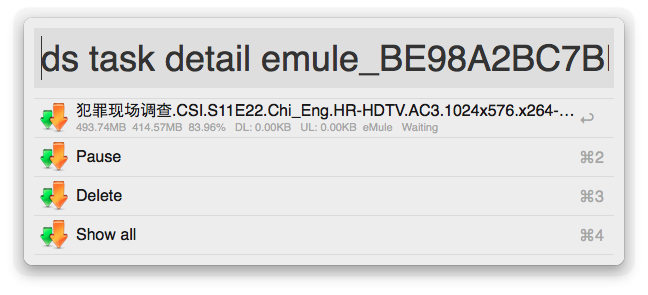 ds task detail emule_BE98A2BC7B
犯罪现场调查.CSI.S11E22.Chi_Eng.HR-HDTV.AC3.1024x576.x264-…
493.74MB 414.57MB 83.96% DL: 0.00KB UL: 0.00KB eMule Waiting
Pause ⌘2
Delete ⌘3
Show all ⌘4